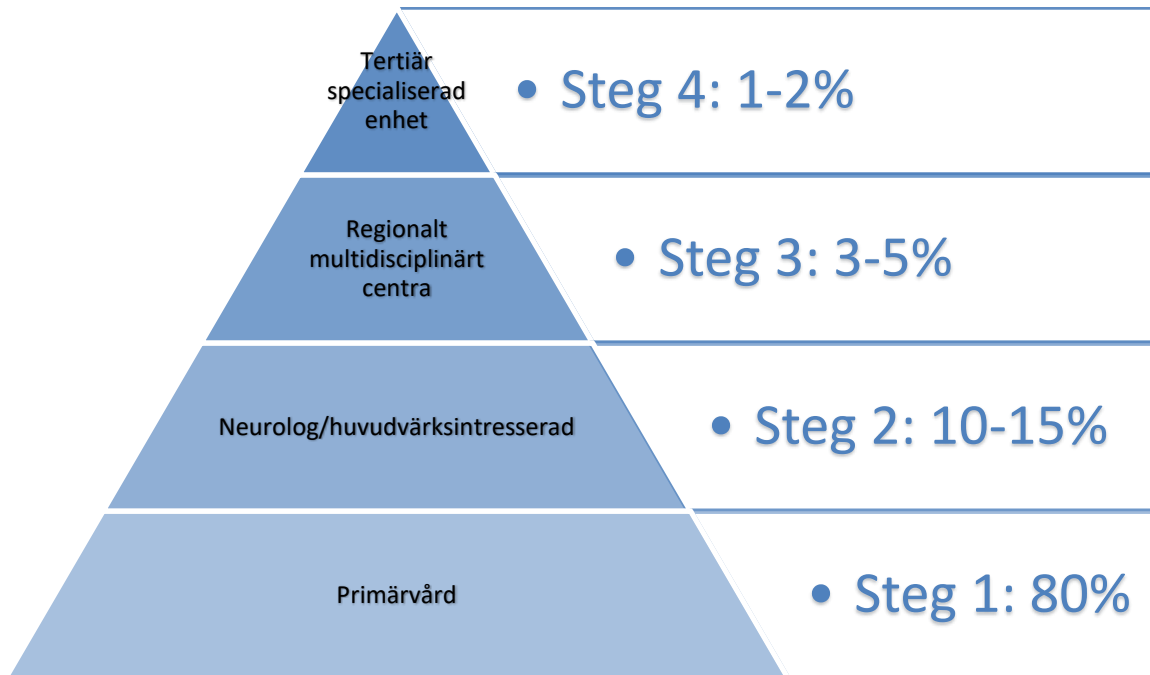 Tertiär
specialiserad
enhet
• Steg 4: 1-2%
Regionalt
multidisciplinärt
centra
• Steg 3: 3-5%
Neurolog/huvudvärksintresserad
• Steg 2: 10-15%
Primärvård
• Steg 1: 80%